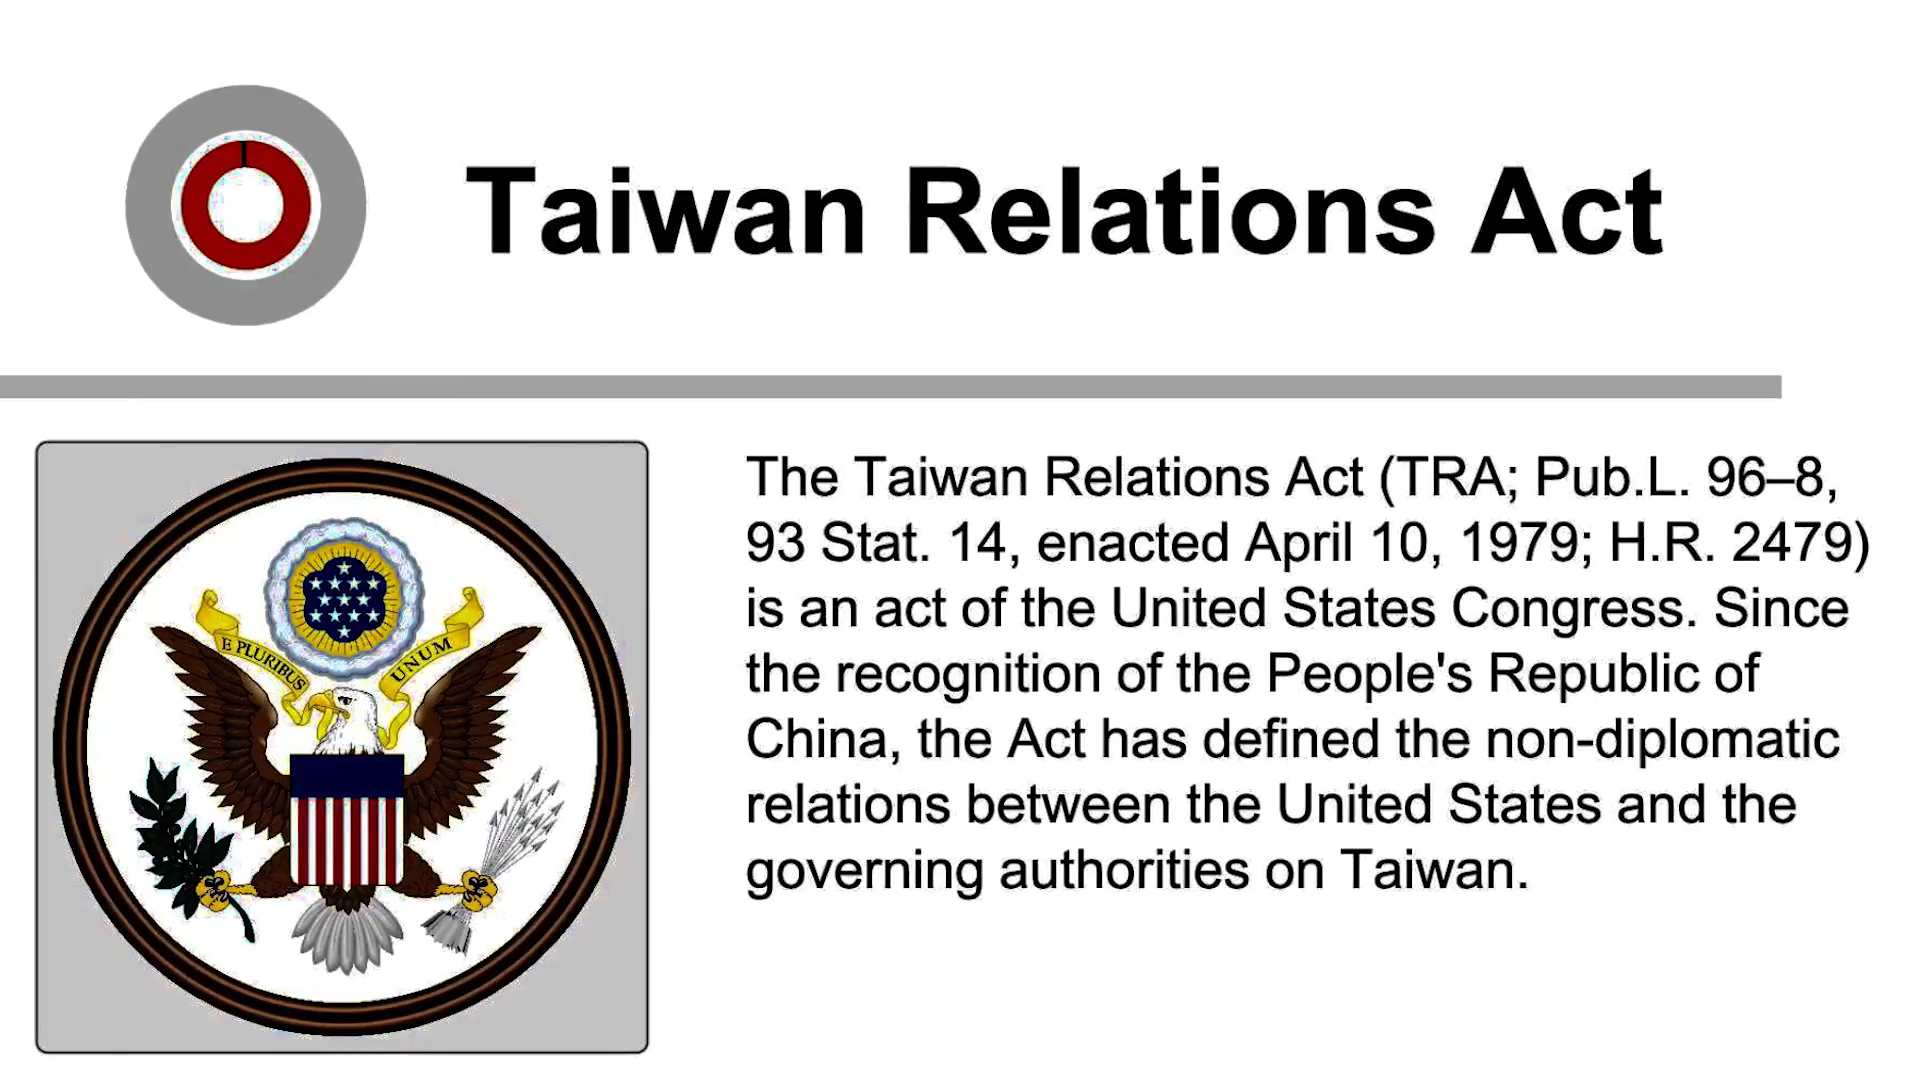 Taiwan Relations Act
E PLURIBUS UNUM
The Taiwan Relations Act (TRA; Pub.L. 96–8,
93 Stat. 14, enacted April 10, 1979; H.R. 2479)
is an act of the United States Congress. Since
the recognition of the People's Republic of
China, the Act has defined the non-diplomatic
relations between the United States and the
governing authorities on Taiwan.